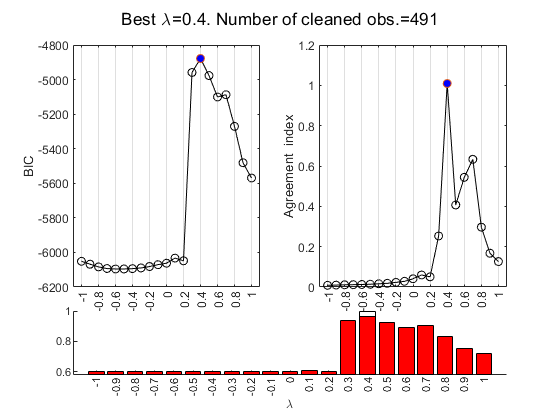 Best λ=0.4. Number of cleaned obs.=491
-4800
-5000
-5200
-5400
-5600
-5800
-6000
-6200
BIC
-1 -0.8 -0.6 -0.4 -0.2 0 0.2 0.4 0.6 0.8 1
1.2
1
0.8
0.6
0.4
0.2
0
Agreement index
-1 -0.8 -0.6 -0.4 -0.2 0 0.2 0.4 0.6 0.8 1
1
0.8
0.6
-1 -0.9 -0.8 -0.7 -0.6 -0.5 -0.4 -0.3 -0.2 -0.1 0 0.1 0.2 0.3 0.4 0.5 0.6 0.7 0.8 0.9 1
λ